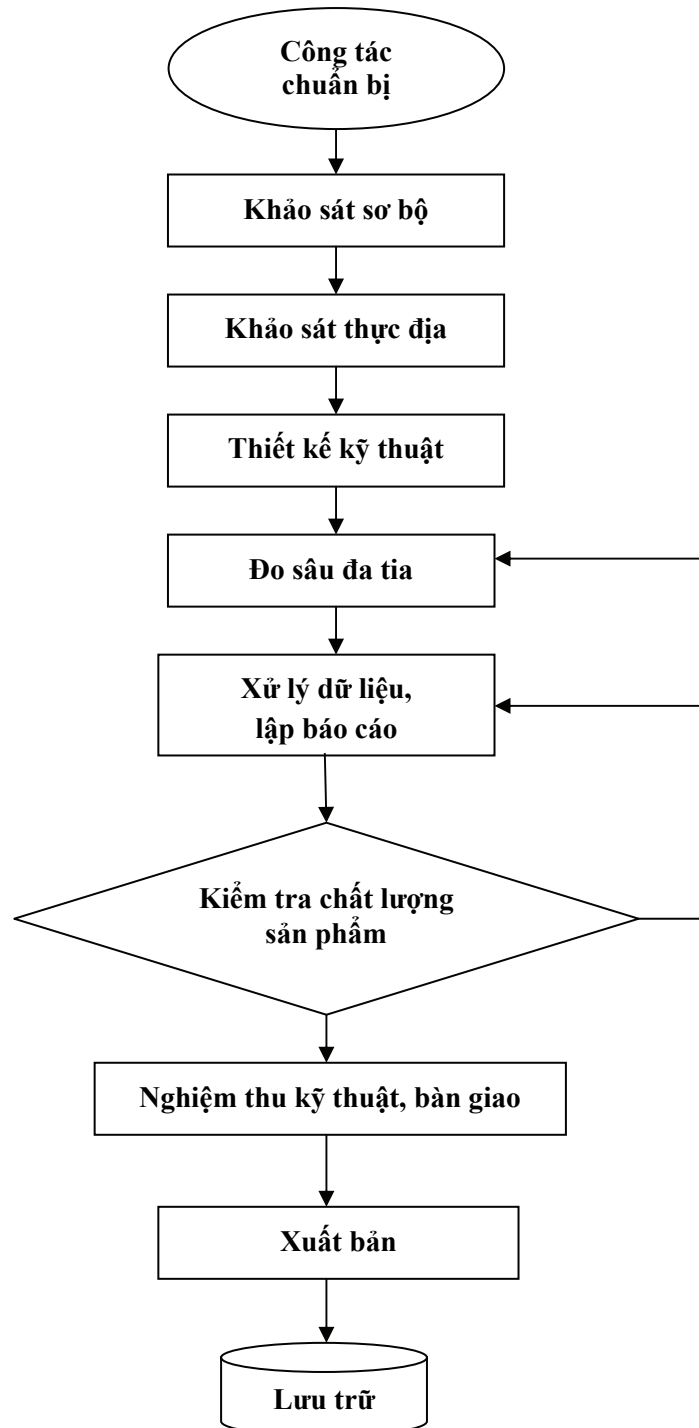 Công tác
chuẩn bị
Khảo sát sơ bộ
Khảo sát thực địa
Thiết kế kỹ thuật
Đo sâu đa tia
Xử lý dữ liệu,
lập báo cáo
Kiểm tra chất lượng
sản phẩm
Nghiệm thu kỹ thuật, bàn giao
Xuất bản
Lưu trữ